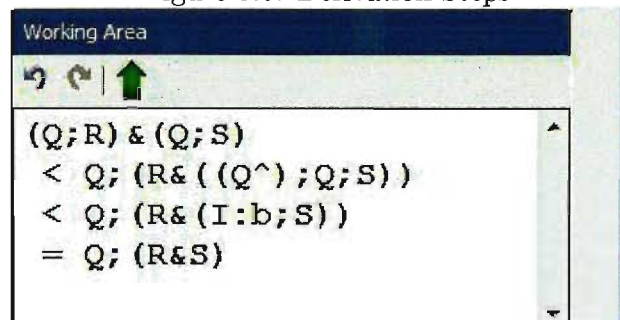 Working Area
(Q;R)&(Q;S)
< Q;(R&((Q^);Q;S))
< Q;(R&(I:b;S))
= Q;(R&S)